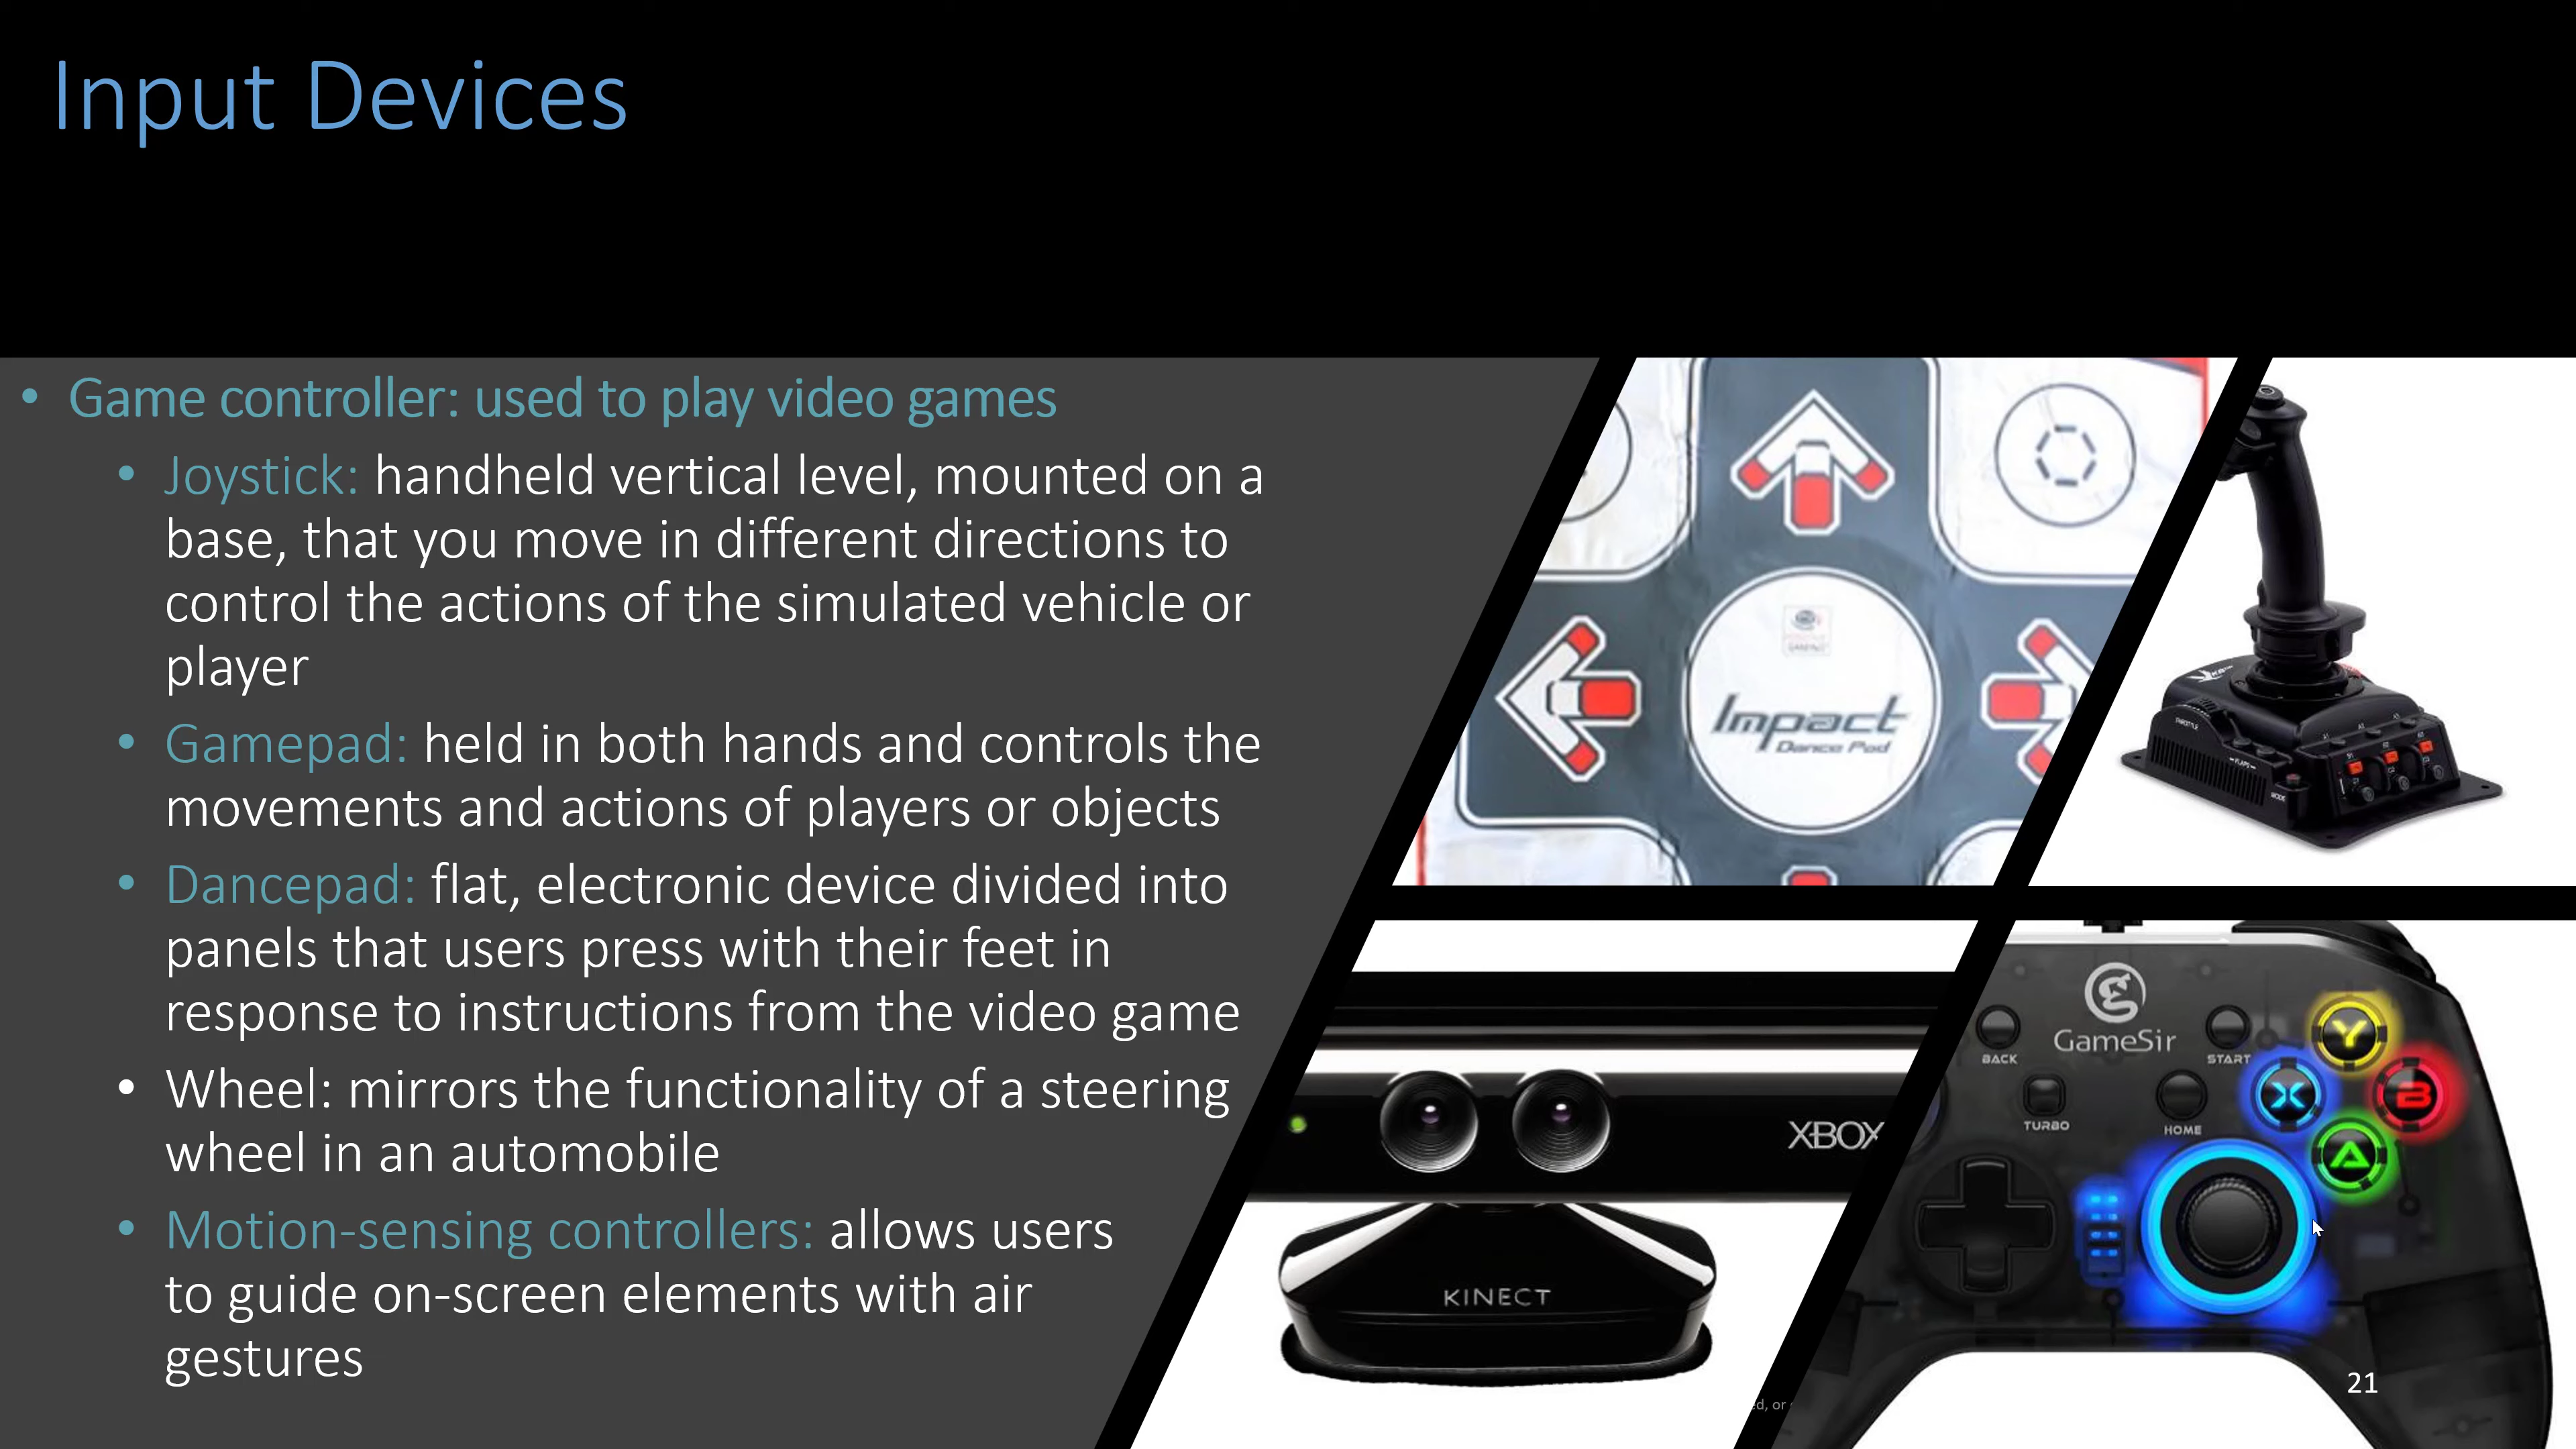 Input Devices
• Game controller: used to play video games
• Joystick: handheld vertical level, mounted on a
base, that you move in different directions to
control the actions of the simulated vehicle or
player
• Gamepad: held in both hands and controls the
movements and actions of players or objects
• Dancepad: flat, electronic device divided into
panels that users press with their feet in
response to instructions from the video game
• Wheel: mirrors the functionality of a steering
wheel in an automobile
• Motion-sensing controllers: allows users
to guide on-screen elements with air
gestures
Impact
Dance Pad
XBOX
KINECT
GameSir
BACK
START
TURBO
HOME
Y
X
B
A
21
ed, or